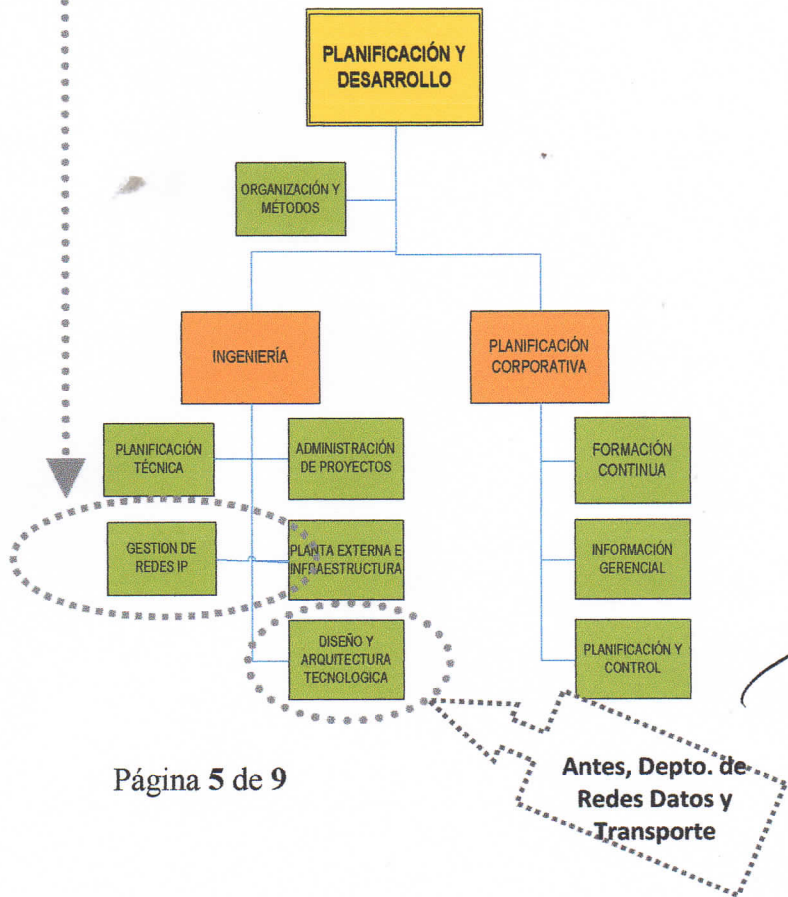 PLANIFICACIÓN Y
DESARROLLO
ORGANIZACIÓN Y
MÉTODOS
INGENIERÍA
PLANIFICACIÓN
CORPORATIVA
PLANIFICACIÓN
TÉCNICA
ADMINISTRACIÓN
DE PROYECTOS
FORMACIÓN
CONTINUA
GESTION DE
REDES IP
PLANTA EXTERNA E
INFRAESTRUCTURA
INFORMACIÓN
GERENCIAL
DISEÑO Y
ARQUITECTURA
TECNOLOGICA
PLANIFICACIÓN Y
CONTROL
Antes, Depto. de
Redes Datos y
Transporte
Página 5 de 9